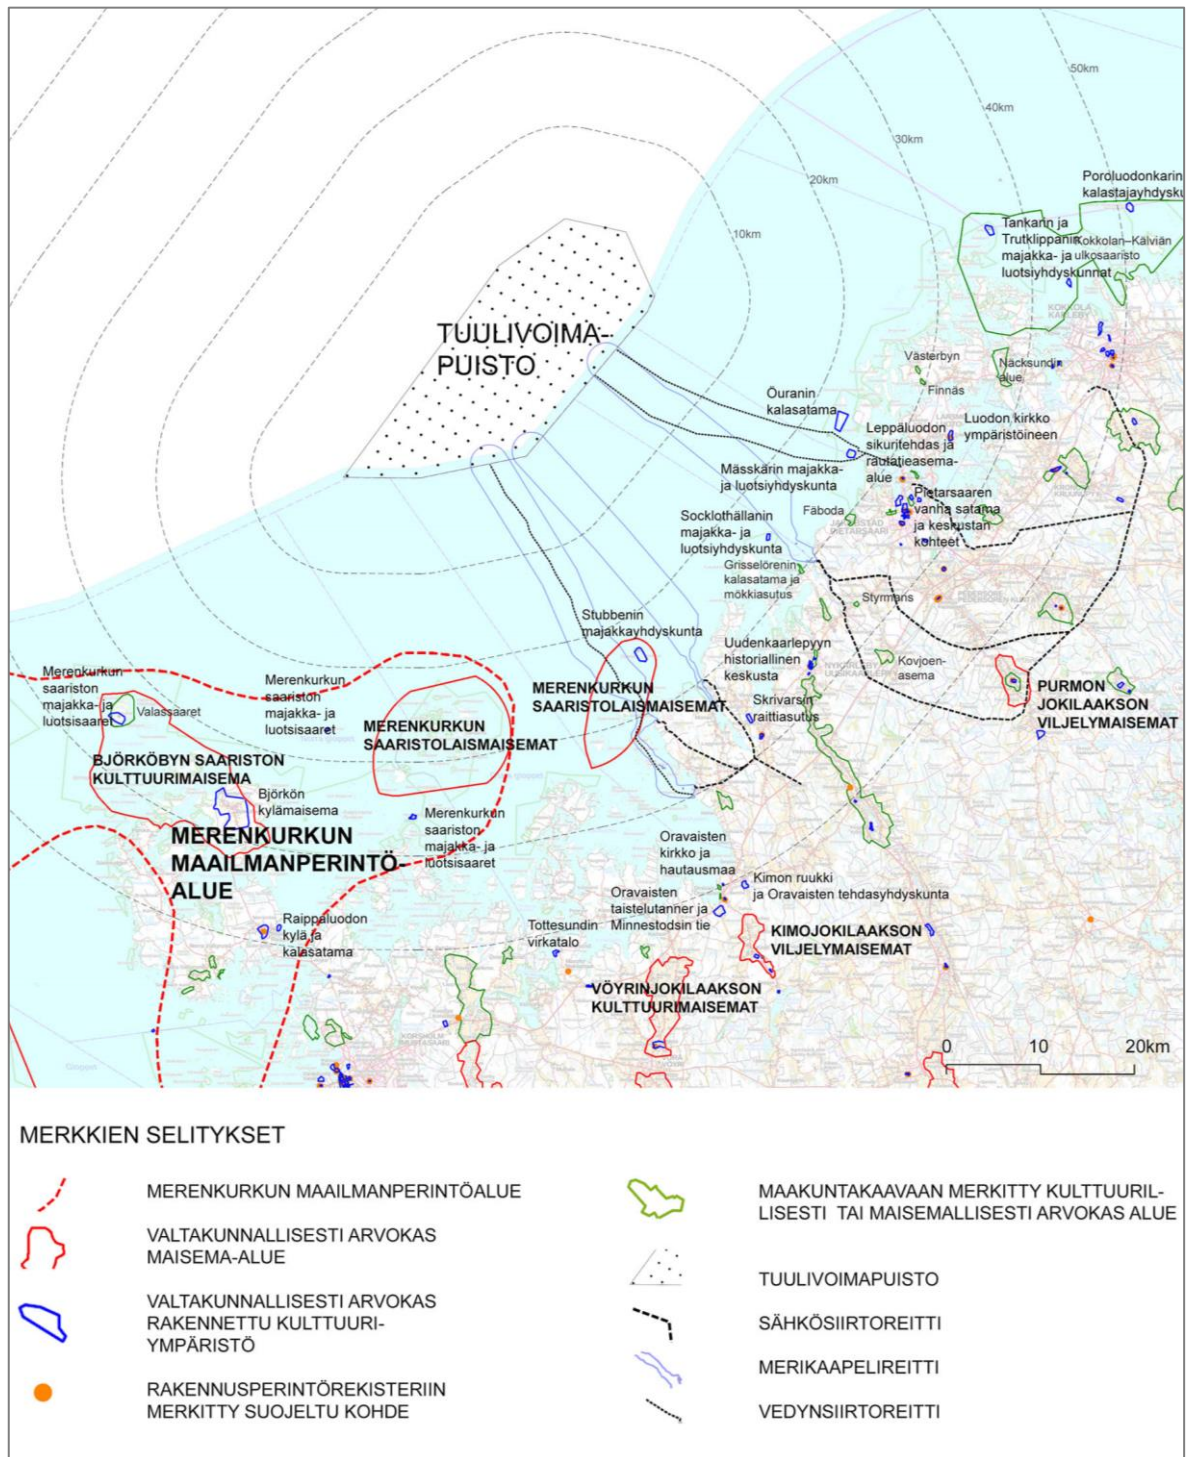 50km
40km
30km
20km
10km
Poroluodonkarin
kalastajayhdysku
Tankarin ja
Trutklippanin
majakka- ja
luotsiyhdyskunnat
Kokkolan–Kälviän
ulkosaaristo
KOKKOLA
KARLEBY
TUULIVOIMA-
PUISTO
Västerbyn
Finnäs
Näcksundin
alue
Öuranin
kalasatama
Leppäluodon
sikuritehdas ja
rautatieasema-
alue
Luodon kirkko
ympäristöineen
Mässkärin majakka-
ja luotsiyhdyskunta
Fäboda
Pietarsaaren
vanha satama
ja keskustan
kohteet
Socklothällanin
majakka- ja
luotsiyhdyskunta
Grisselörenin
kalasatama ja
mökkiasutus
Styrmans
Stubbenin
majakkayhdyskunta
Uudenkaarlepyyn
historiallinen
keskusta
Kovjoen-
asema
Skrivarsin
raittiasutus
PURMON
JOKILAAKSON
VILJELYMAISEMAT
MERENKURKUN
SAARISTOLAISMAISEMAT
Merenkurkun
saariston
majakka- ja
luotsisaaret
Valassaaret
Merenkurkun
saariston
majakka- ja
luotsisaaret
MERENKURKUN
SAARISTOLAISMAISEMAT
BJÖRKÖBYN SAARISTON
KULTTUURIMAISEMA
Björkön
kylämaisema
MERENKURKUN
MAAILMANPERINTÖ-
ALUE
Merenkurkun
saariston
majakka- ja
luotsisaaret
Oravaisten
kirkko ja
hautausmaa
Kimon ruukki
ja Oravaisten tehdasyhdyskunta
Oravaisten
taistelutanner ja
Minnestodsin tie
Raippaluodon
kylä ja
kalasatama
Tottesundin
virkatalo
KIMOJOKILAAKSON
VILJELYMAISEMAT
VÖYRINJOKILAAKSON
KULTTUURIMAISEMAT
0 10 20km
MERKKIEN SELITYKSET
MERENKURKUN MAAILMANPERINTÖALUE
VALTAKUNNALLISESTI ARVOKAS
MAISEMA-ALUE
VALTAKUNNALLISESTI ARVOKAS
RAKENNETTU KULTTUURI-
YMPÄRISTÖ
RAKENNUSPERINTÖREKISTERIIN
MERKITTY SUOJELTU KOHDE
MAAKUNTAKAAVAAN MERKITTY KULTTUURIL-
LISESTI TAI MAISEMALLISESTI ARVOKAS ALUE
TUULIVOIMAPUISTO
SÄHKÖSIIRTOREITTI
MERIKAAPELIREITTI
VEDYNSIIRTOREITTI